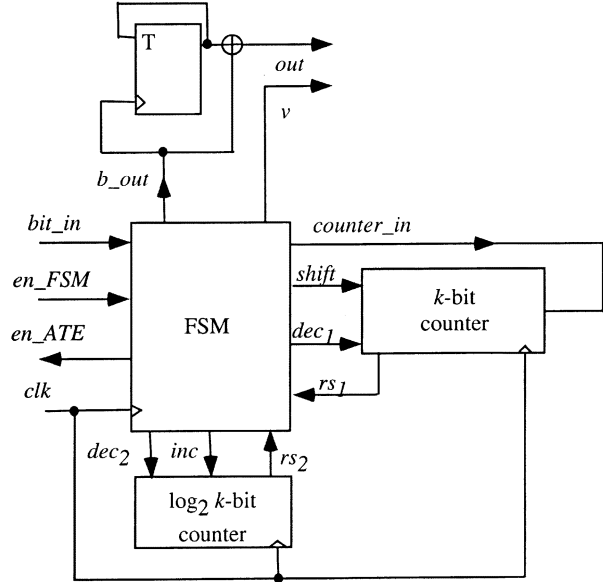 T
out
v
b_out
bit_in
counter_in
en_FSM
shift
k-bit
counter
FSM
en_ATE
dec1
clk
rs1
dec2
inc
rs2
log2 k-bit
counter